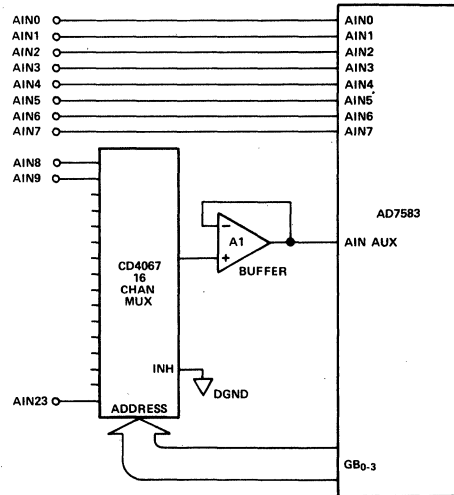 AIN0 AIN0
AIN1 AIN1
AIN2 AIN2
AIN3 AIN3
AIN4 AIN4
AIN5 AIN5
AIN6 AIN6
AIN7 AIN7
AIN8
AIN9
AD7583
A1
AIN AUX
CD4067
16
CHAN
MUX
BUFFER
INH
DGND
AIN23
ADDRESS
GB0-3